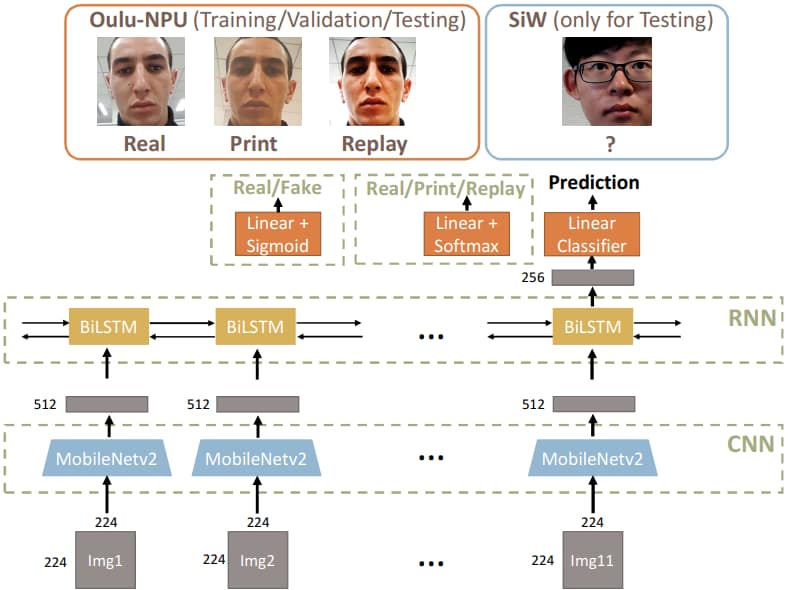 Oulu-NPU (Training/Validation/Testing)
SiW (only for Testing)
Real
Print
Replay
?
Real/Fake
Real/Print/Replay
Prediction
Linear +
Sigmoid
Linear +
Softmax
Linear
Classifier
256
RNN
BiLSTM
BiLSTM
...
BiLSTM
512
512
512
CNN
MobileNetv2
MobileNetv2
...
MobileNetv2
224
224
224
224
Img1
224
Img2
...
224
Img11